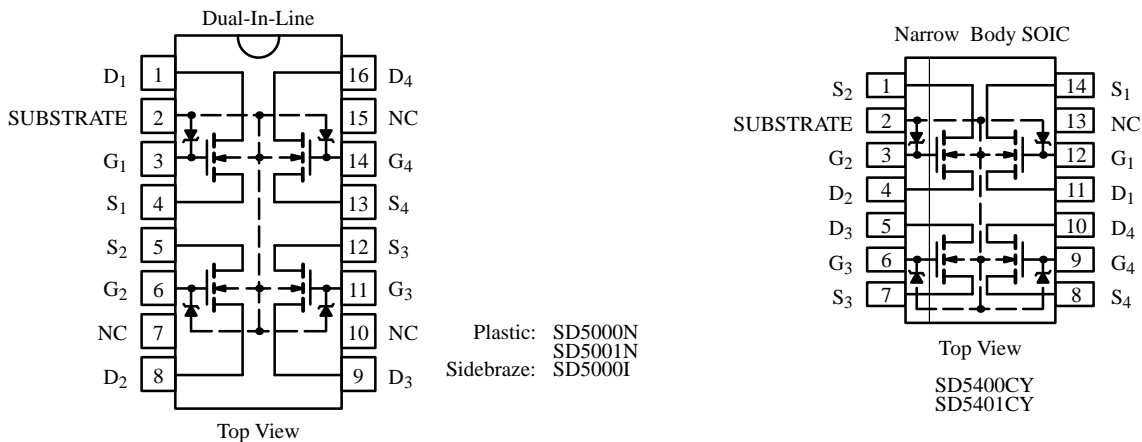 Dual-In-Line
D1 1 16 D4
SUBSTRATE 2 15 NC
G1 3 14 G4
S1 4 13 S4
S2 5 12 S3
G2 6 11 G3
NC 7 10 NC
D2 8 9 D3
Top View
Plastic: SD5000N
SD5001N
Sidebraze: SD5000I
Narrow Body SOIC
S2 1 14 S1
SUBSTRATE 2 13 NC
G2 3 12 G1
D2 4 11 D1
D3 5 10 D4
G3 6 9 G4
S3 7 8 S4
Top View
SD5400CY
SD5401CY